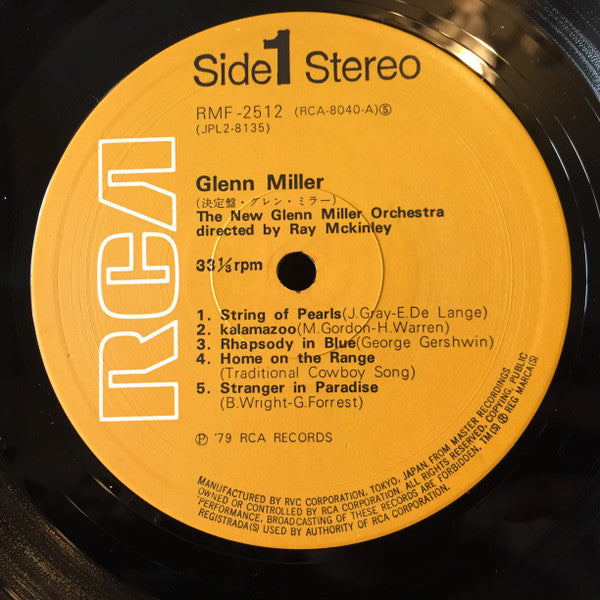 Side 1 Stereo
RMF-2512 (RCA-8040-A)⑤
(JPL2-8135)
RCA
Glenn Miller
(決定盤・グレン・ミラー)
The New Glenn Miller Orchestra
directed by Ray Mckinley
33⅓rpm
1. String of Pearls(J.Gray-E.De Lange)
2. kalamazoo(M.Gordon-H.Warren)
3. Rhapsody in Blue(George Gershwin)
4. Home on the Range
(Traditional Cowboy Song)
5. Stranger in Paradise
(B.Wright-G.Forrest)
Ⓟ '79 RCA RECORDS
MANUFACTURED BY RVC CORPORATION, TOKYO, JAPAN. FROM MASTER RECORDINGS
OWNED OR CONTROLLED BY RCA CORPORATION. ALL RIGHTS RESERVED. COPYING, PUBLIC
PERFORMANCE, BROADCASTING OF THESE RECORDS ARE FORBIDDEN. TM(S) ® REG MARCA(S)
REGISTRADA(S) USED BY AUTHORITY OF RCA CORPORATION.